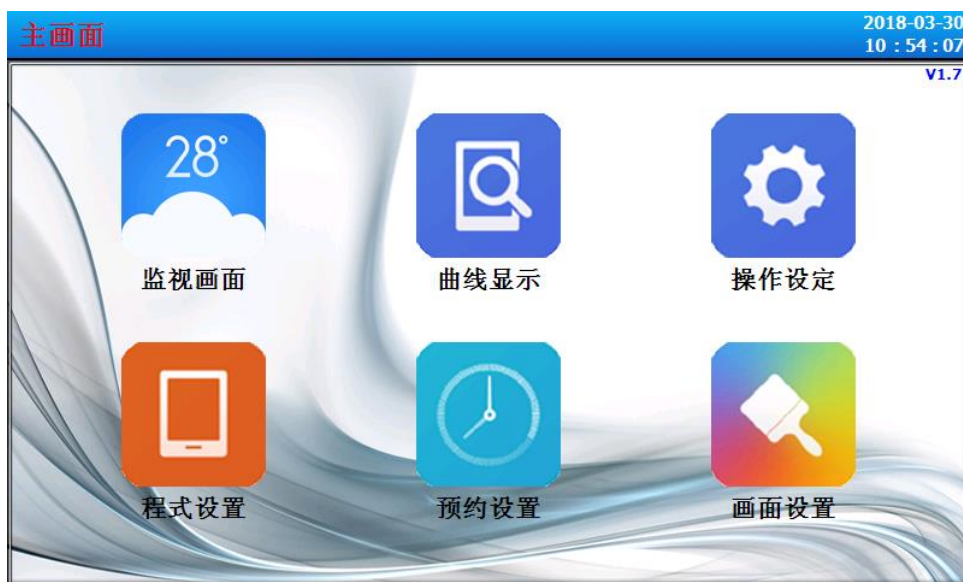 主画面
2018-03-30
10 : 54 : 07
V1.7
28°
监视画面
曲线显示
操作设定
程式设置
预约设置
画面设置